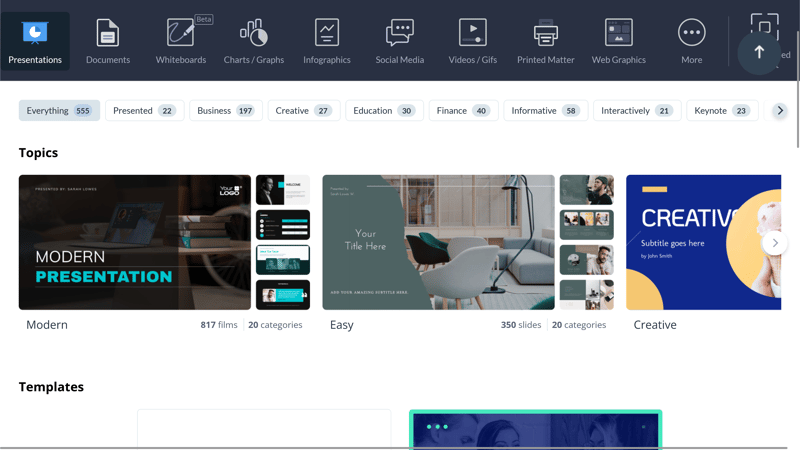 Presentations
Documents
Beta
Whiteboards
Charts / Graphs
Infographics
Social Media
Videos / Gifs
Printed Matter
Web Graphics
More
Everything 555
Presented 22
Business 197
Creative 27
Education 30
Finance 40
Informative 58
Interactively 21
Keynote 23
Topics
PRESENTED BY: SARAH LOWES
Your LOGO
MODERN
PRESENTATION
WELCOME
Your
Title Here
ADD YOUR AMAZING SUBTITLE HERE
CREATIVE
Subtitle goes here
by John Smith
Modern
817 films
20 categories
Easy
350 slides
20 categories
Creative
Templates